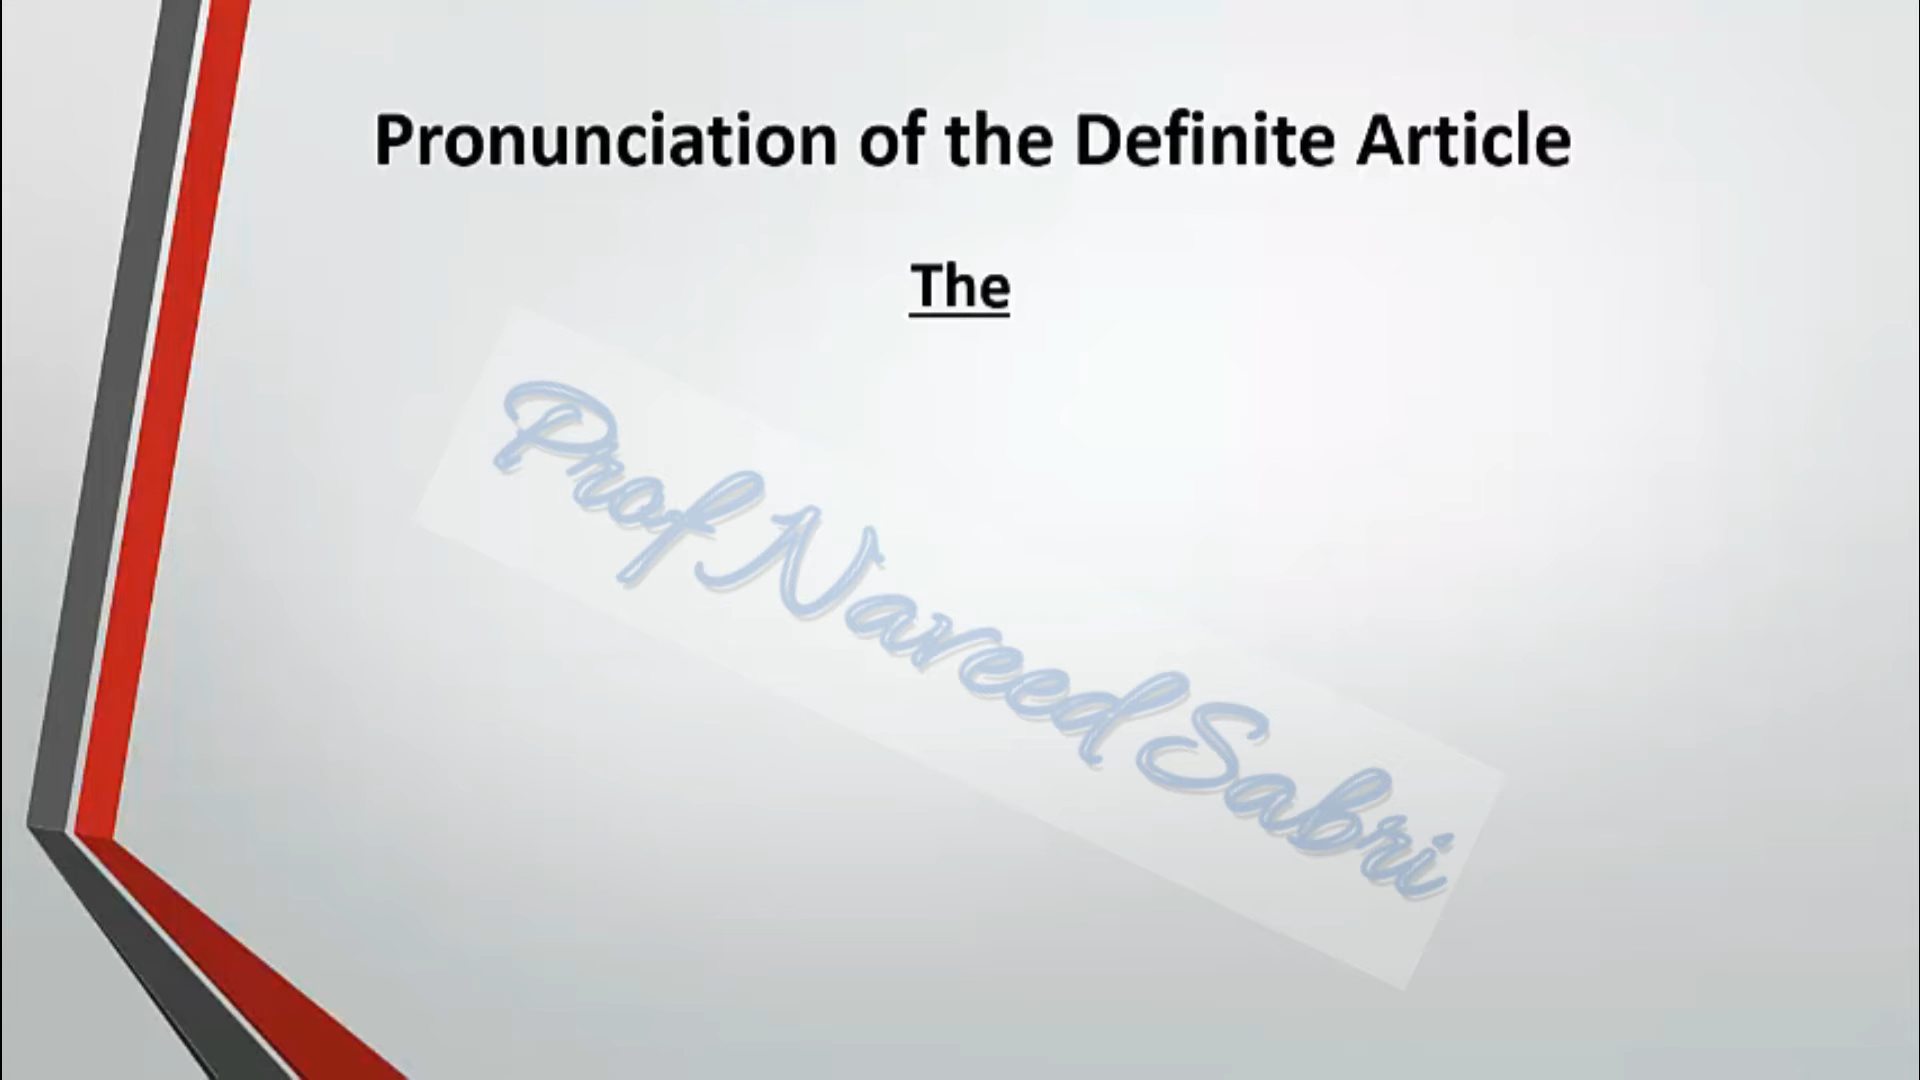 Pronunciation of the Definite Article
The
Prof Naveed Sabri